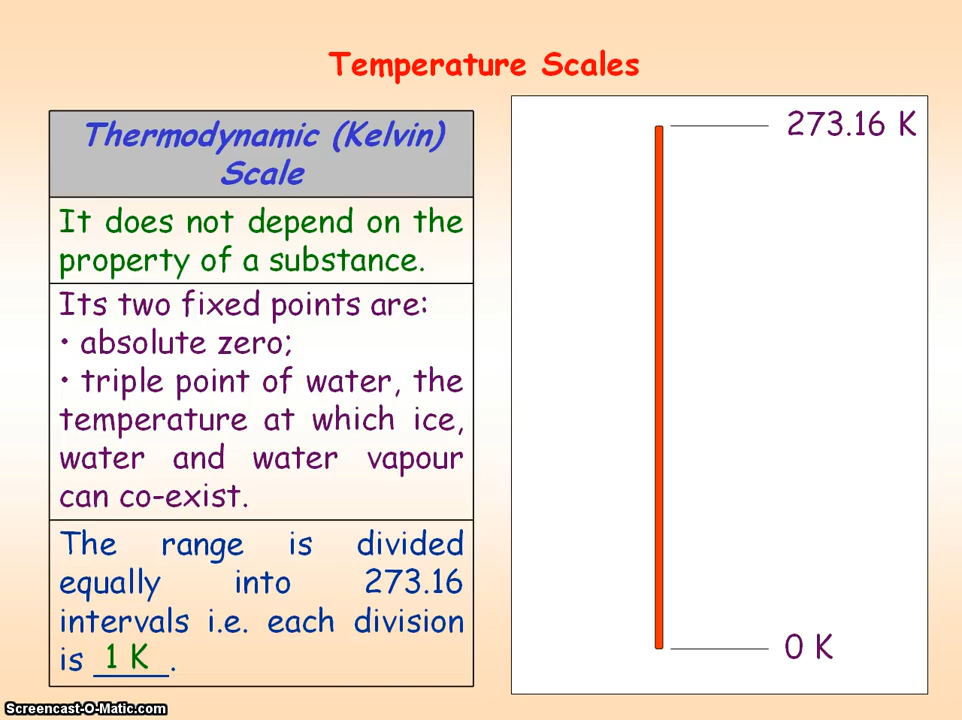 Temperature Scales
Thermodynamic (Kelvin)
Scale
It does not depend on the
property of a substance.
Its two fixed points are:
• absolute zero;
• triple point of water, the
temperature at which ice,
water and water vapour
can co-exist.
The range is divided
equally into 273.16
intervals i.e. each division
is 1 K.
273.16 K
0 K
Screencast-O-Matic.com